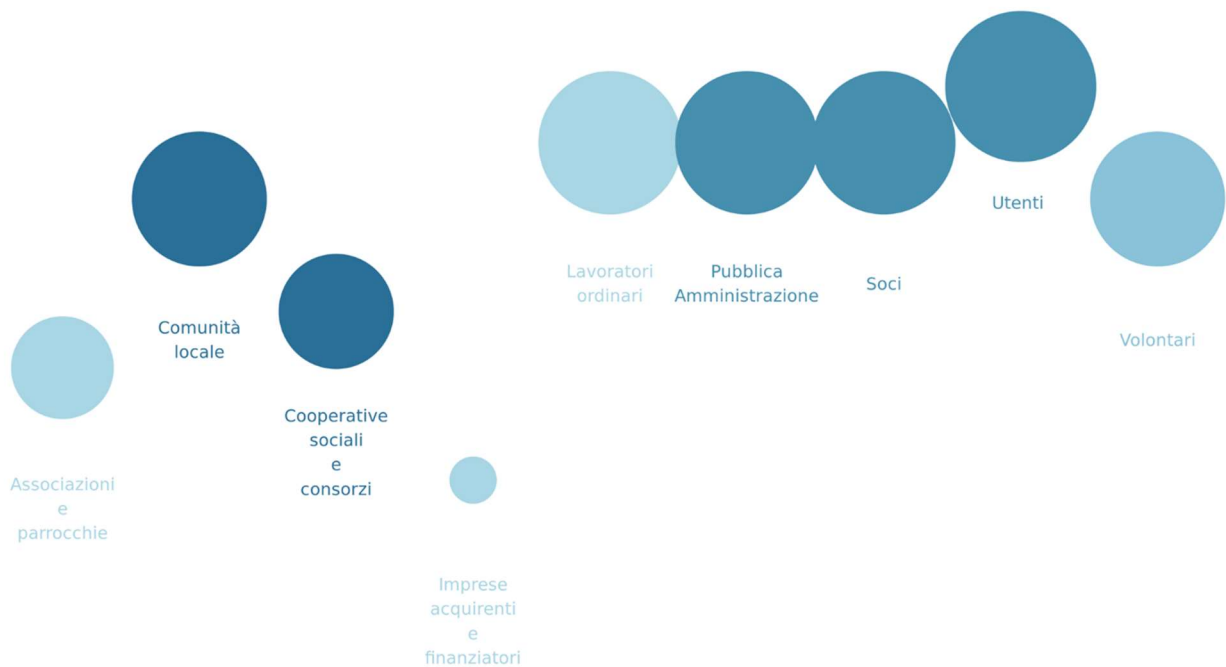 Associazioni
e
parrocchie
Comunità
locale
Cooperative
sociali
e
consorzi
Imprese
acquirenti
e
finanziatori
Lavoratori
ordinari
Pubblica
Amministrazione
Soci
Utenti
Volontari